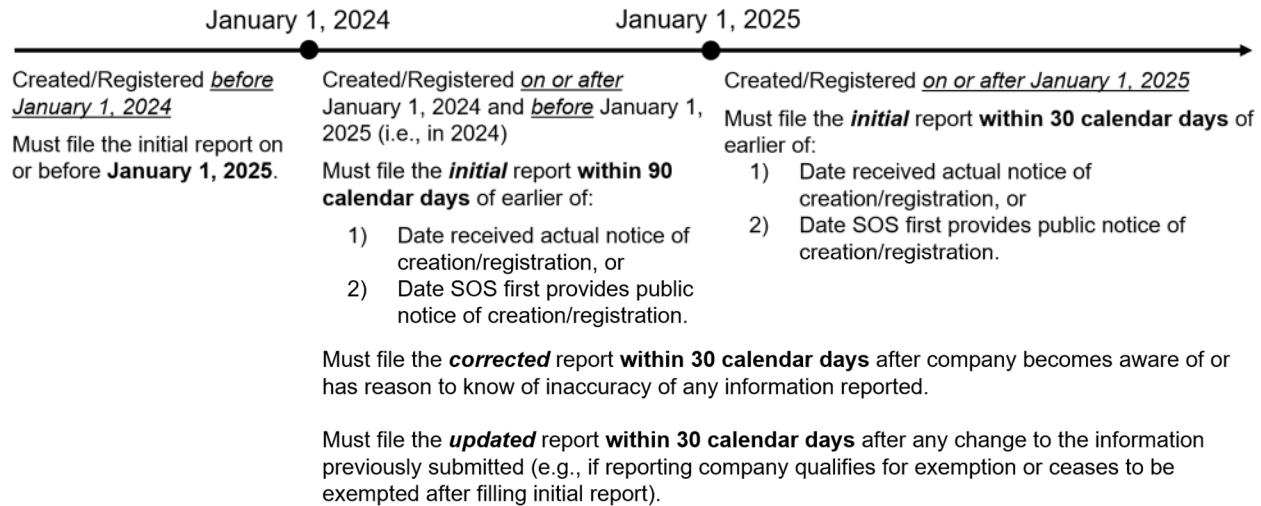 January 1, 2024
January 1, 2025
Created/Registered before
January 1, 2024
Must file the initial report on
or before January 1, 2025.
Created/Registered on or after
January 1, 2024 and before January 1,
2025 (i.e., in 2024)
Must file the initial report within 90
calendar days of earlier of:
1) Date received actual notice of
creation/registration, or
2) Date SOS first provides public
notice of creation/registration.
Created/Registered on or after January 1, 2025
Must file the initial report within 30 calendar days of
earlier of:
1) Date received actual notice of
creation/registration, or
2) Date SOS first provides public notice of
creation/registration.
Must file the corrected report within 30 calendar days after company becomes aware of or
has reason to know of inaccuracy of any information reported.
Must file the updated report within 30 calendar days after any change to the information
previously submitted (e.g., if reporting company qualifies for exemption or ceases to be
exempted after filling initial report).